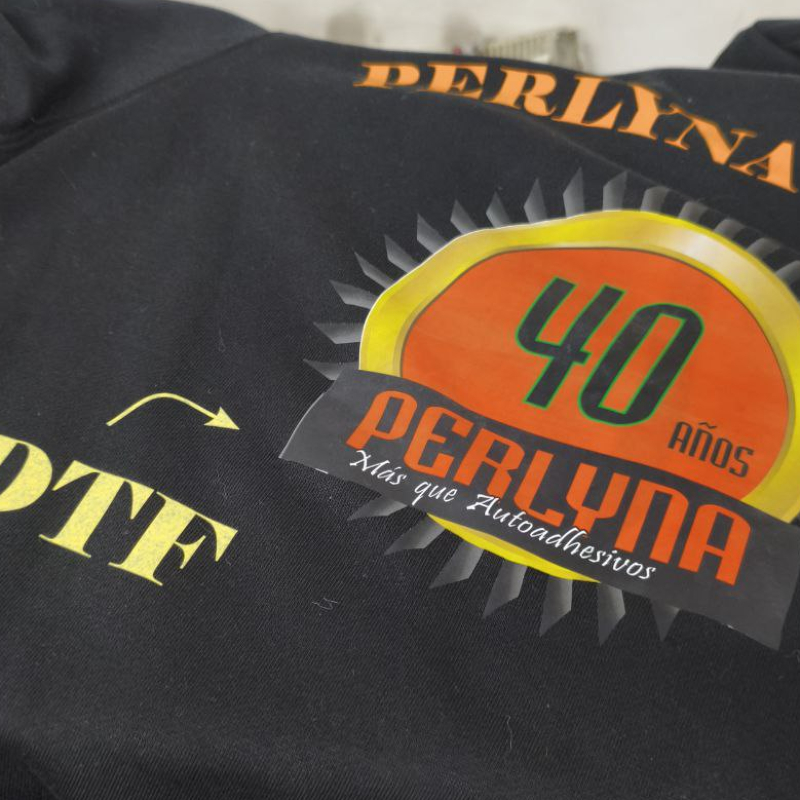 PERLYNA
40
AÑOS
PERLYNA
Más que Autoadhesivos
DTF